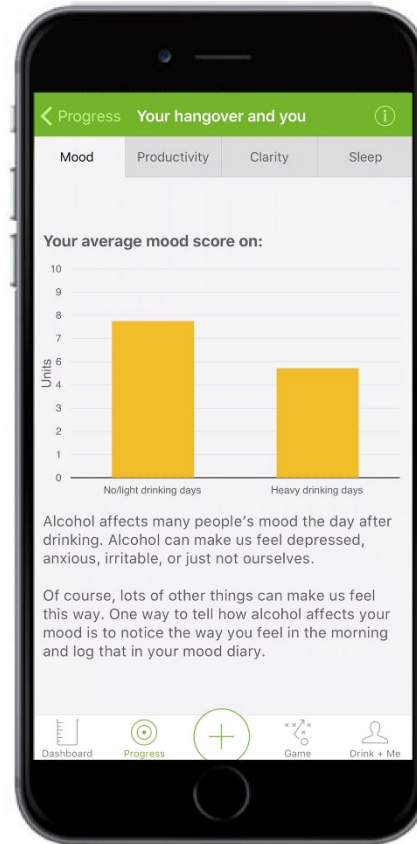 Progress Your hangover and you i
Mood Productivity Clarity Sleep
Your average mood score on:
10
9
8
7
6
4
3
2
1
0
Units
No/light drinking days Heavy drinking days
Alcohol affects many people's mood the day after
drinking. Alcohol can make us feel depressed,
anxious, irritable, or just not ourselves.
Of course, lots of other things can make us feel
this way. One way to tell how alcohol affects your
mood is to notice the way you feel in the morning
and log that in your mood diary.
Dashboard Progress Game Drink + Me